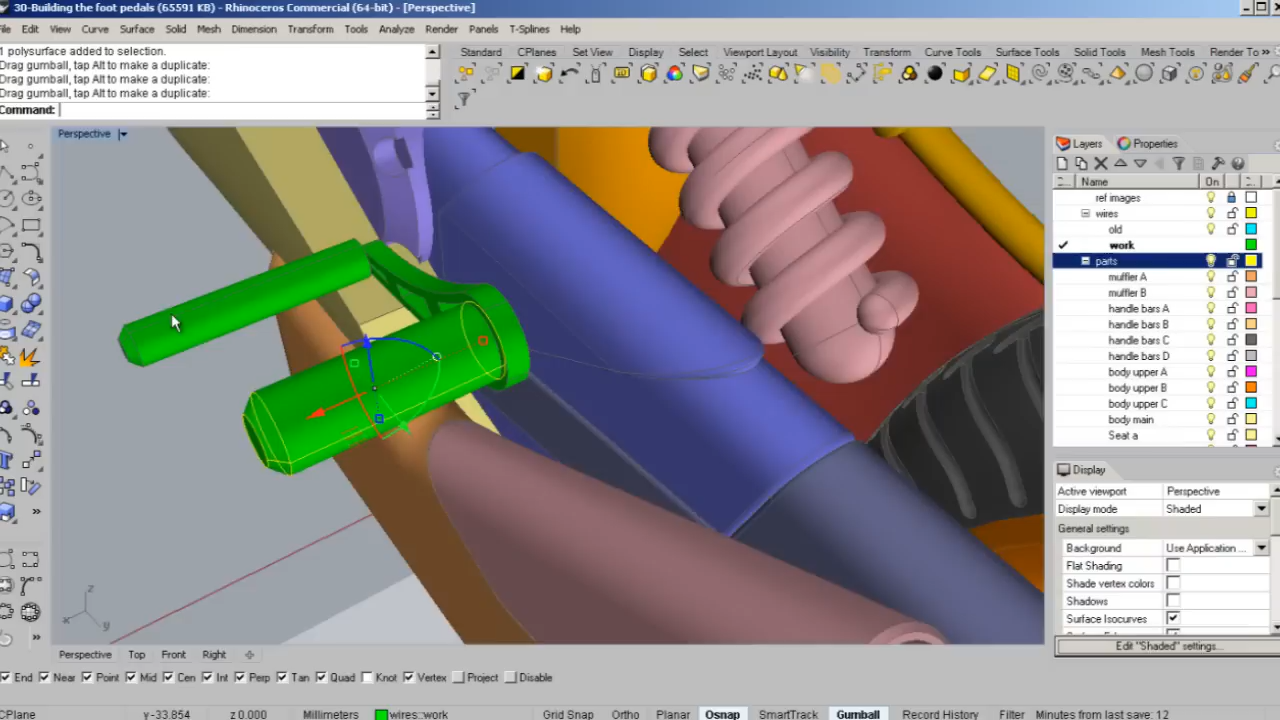 30-Building the foot pedals (65591 KB) - Rhinoceros Commercial (64-bit) - [Perspective]
File Edit View Curve Surface Solid Mesh Dimension Transform Tools Analyze Render Panels T-Splines Help
1 polysurface added to selection.
Drag gumball, tap Alt to make a duplicate:
Drag gumball, tap Alt to make a duplicate:
Drag gumball, tap Alt to make a duplicate:
Command:
Standard CPlanes Set View Display Select Viewport Layout Visibility Transform Curve Tools Surface Tools Solid Tools Mesh Tools Render To »
Perspective
Layers Properties
Name On
ref images
wires
old
work
parts
muffler A
muffler B
handle bars A
handle bars B
handle bars C
handle bars D
body upper A
body upper B
body upper C
body main
Seat a
Display
Active viewport Perspective
Display mode Shaded
General settings
Background Use Application ...
Flat Shading
Shade vertex colors
Shadows
Surface Isocurves
Edit "Shaded" settings...
z
x y
Perspective Top Front Right
End Near Point Mid Cen Int Perp Tan Quad Knot Vertex Project Disable
CPlane y -33.854 z 0.000 Millimeters wires::work Grid Snap Ortho Planar Osnap SmartTrack Gumball Record History Filter Minutes from last save: 12